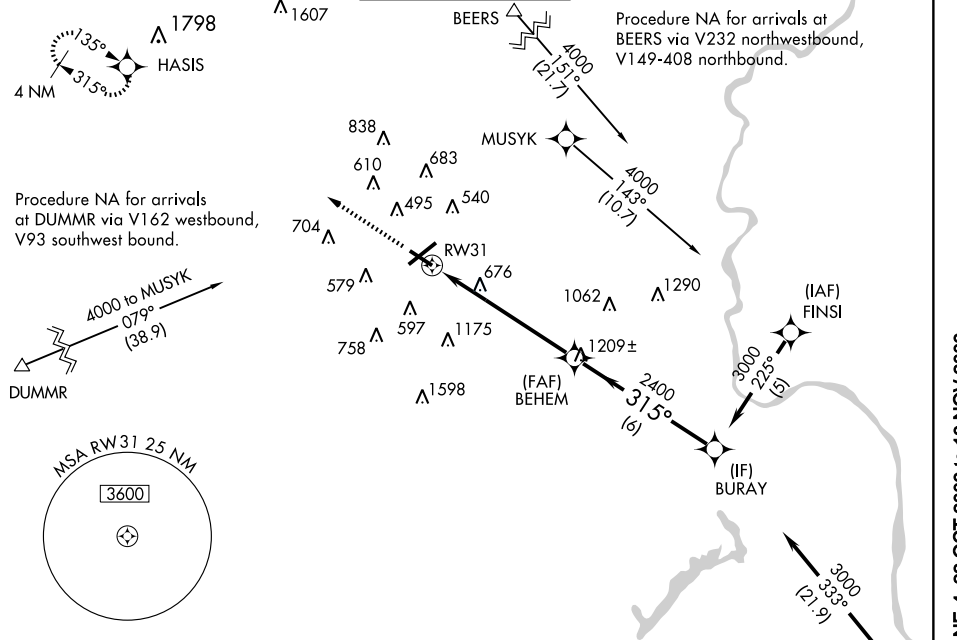 1798
135°
HASIS
315°
4 NM
1607
BEERS
4000
151°
(21.7)
Procedure NA for arrivals at
BEERS via V232 northwestbound,
V149-408 northbound.
838
MUSYK
683
610
4000
143°
(10.7)
495
540
Procedure NA for arrivals
at DUMMR via V162 westbound,
V93 southwest bound.
704
RW31
579
676
4000 to MUSYK
079°
(38.9)
1062
1290
(IAF)
FINSI
597
758
1175
1209±
DUMMR
(FAF)
BEHEM
3000
225°
(5)
2400
315°
(6)
1598
(IF)
BURAY
MSA RW31 25 NM
3600
3000
333°
(21.9)